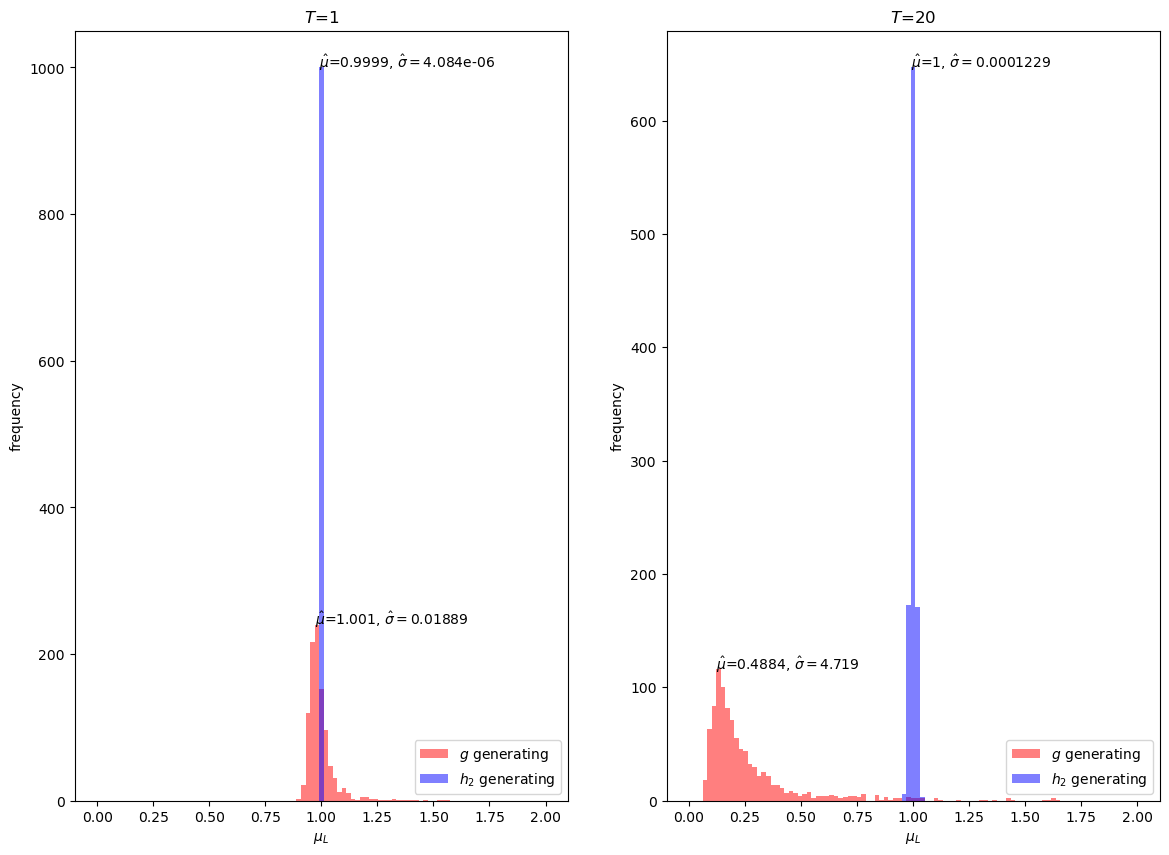 T=1
μ̂=0.9999, σ̂ = 4.084e-06
μ̂=1.001, σ̂ = 0.01889
frequency
1000
800
600
400
200
0
0.00 0.25 0.50 0.75 1.00 1.25 1.50 1.75 2.00
μ_L
g generating
h₂ generating
T=20
μ̂=1, σ̂ = 0.0001229
μ̂=0.4884, σ̂ = 4.719
frequency
600
500
400
300
200
100
0
0.00 0.25 0.50 0.75 1.00 1.25 1.50 1.75 2.00
μ_L
g generating
h₂ generating